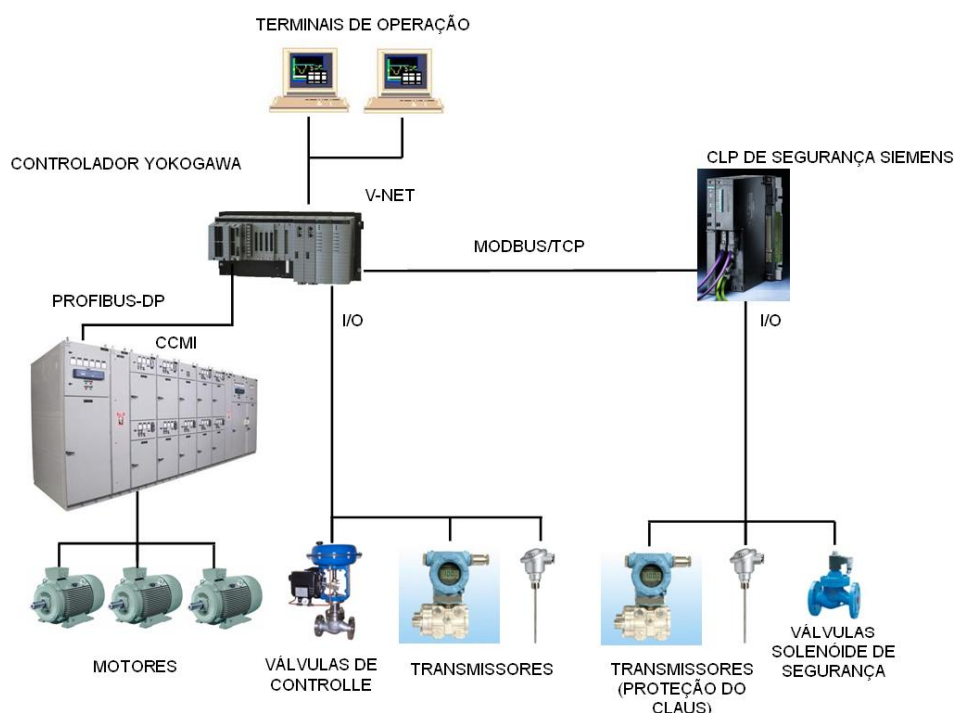 TERMINAIS DE OPERAÇÃO
CONTROLADOR YOKOGAWA
CLP DE SEGURANÇA SIEMENS
V-NET
MODBUS/TCP
PROFIBUS-DP
I/O
I/O
CCMI
MOTORES
VÁLVULAS DE
CONTROLLE
TRANSMISSORES
TRANSMISSORES
(PROTEÇÃO DO
CLAUS)
VÁLVULAS
SOLENÓIDE DE
SEGURANÇA